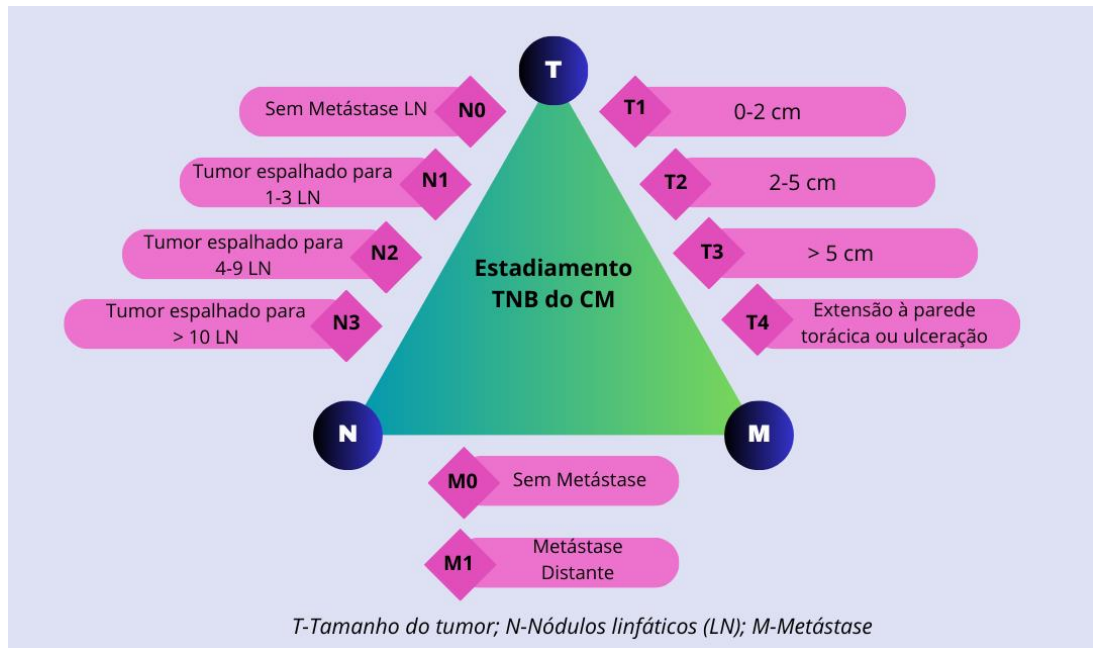 T
Sem Metástase LN
N0
T1
0-2 cm
Tumor espalhado para
1-3 LN
N1
T2
2-5 cm
Tumor espalhado para
4-9 LN
N2
T3
> 5 cm
Tumor espalhado para
> 10 LN
N3
T4
Extensão à parede
torácica ou ulceração
Estadiamento
TNB do CM
N
M
M0
Sem Metástase
M1
Metástase
Distante
T-Tamanho do tumor; N-Nódulos linfáticos (LN); M-Metástase